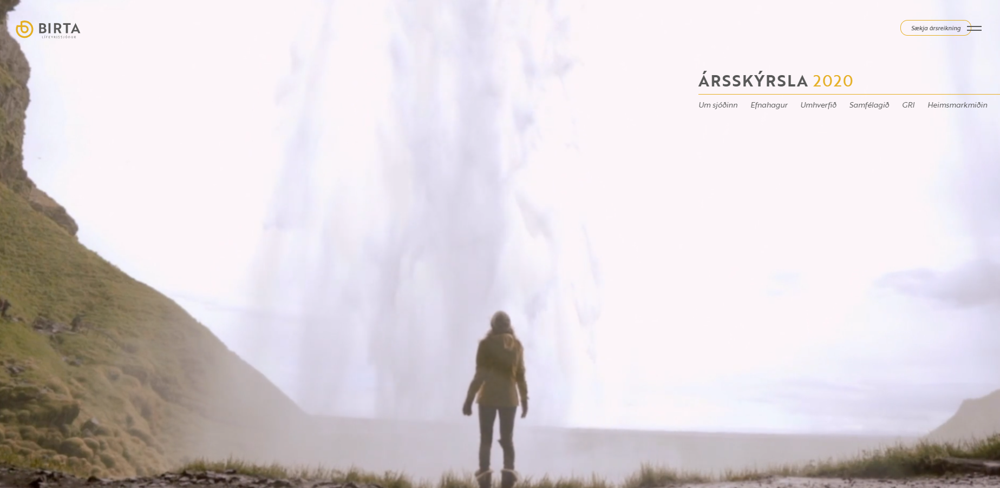 BIRTA
LÍFEYRISSJÓÐUR
Sækja ársreikning
ÁRSSKÝRSLA 2020
Um sjóðinn Efnahagur Umhverfið Samfélagið GRI Heimsmarkmiðin